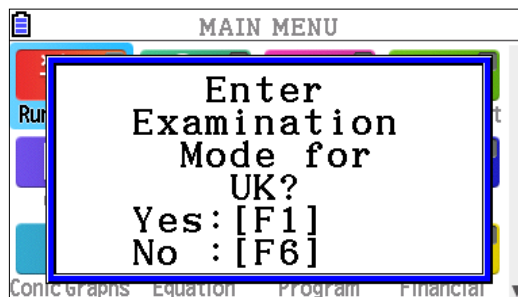 MAIN MENU
Enter
Examination
Mode for
UK?
Yes:[F1]
No :[F6]
Conic Graphs Equation Program Financial